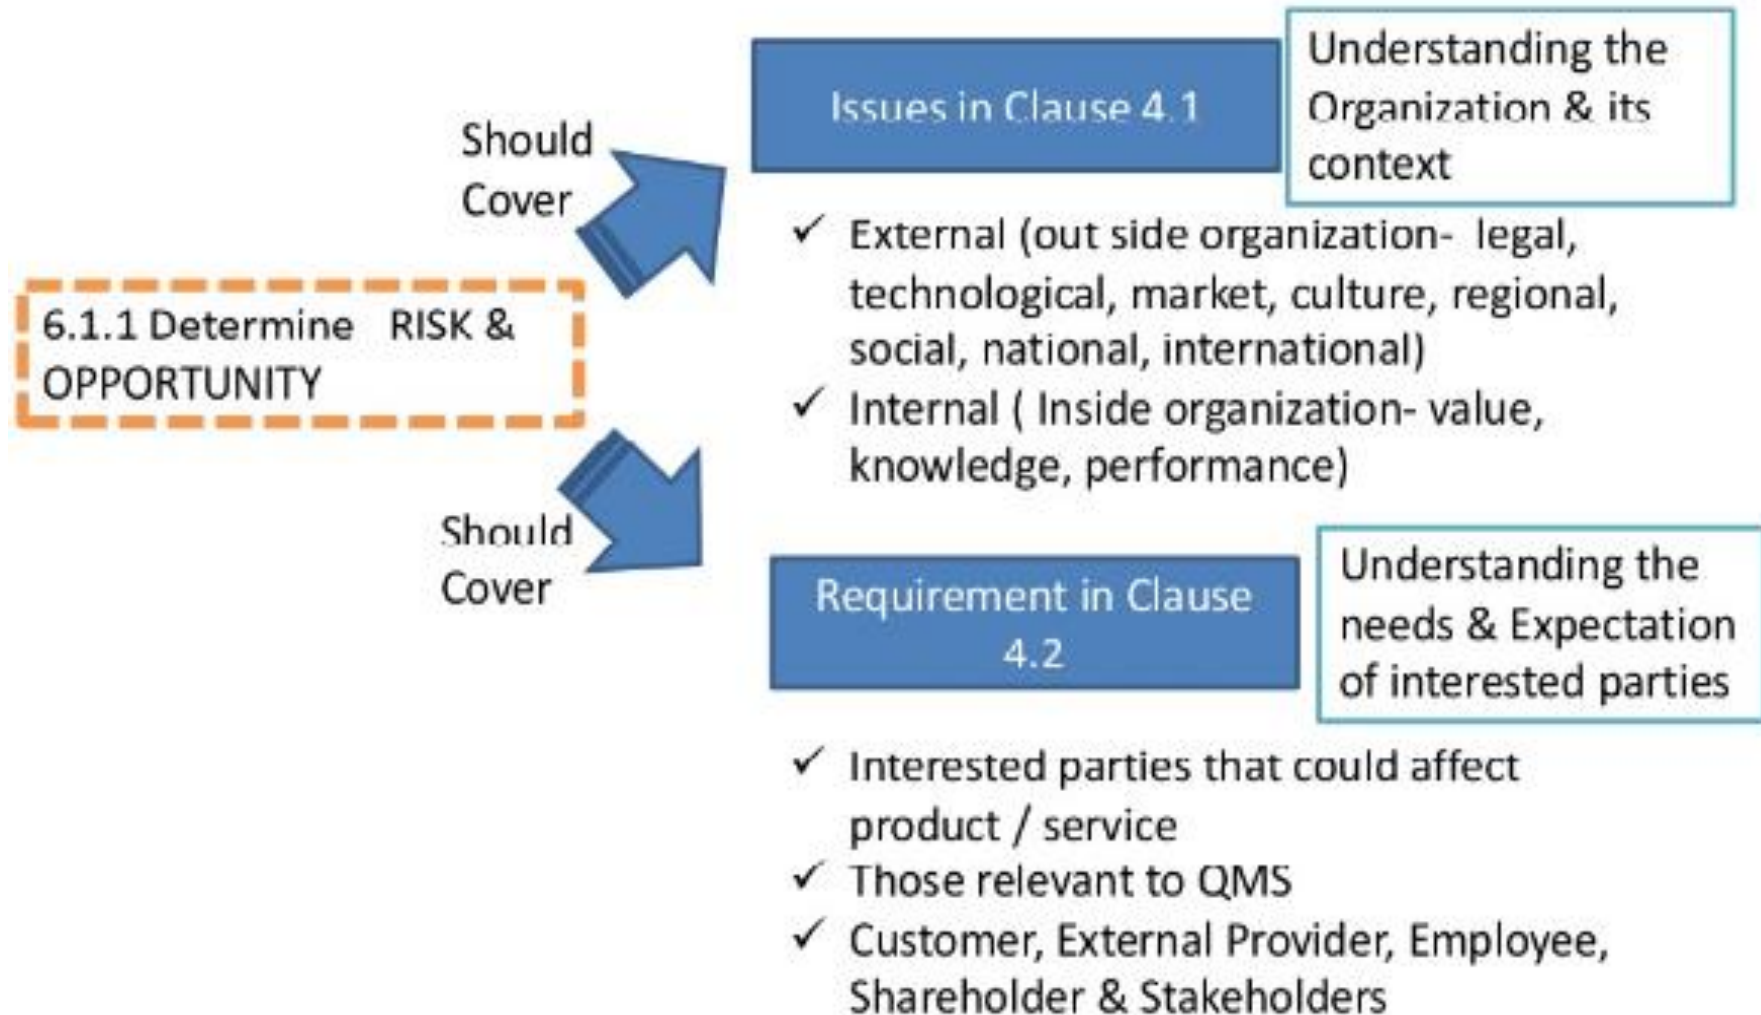 Issues in Clause 4.1
Understanding the
Organization & its
context
Should
Cover
✓ External (out side organization- legal,
technological, market, culture, regional,
social, national, international)
✓ Internal ( Inside organization- value,
knowledge, performance)
6.1.1 Determine RISK &
OPPORTUNITY
Should
Cover
Requirement in Clause
4.2
Understanding the
needs & Expectation
of interested parties
✓ Interested parties that could affect
product / service
✓ Those relevant to QMS
✓ Customer, External Provider, Employee,
Shareholder & Stakeholders